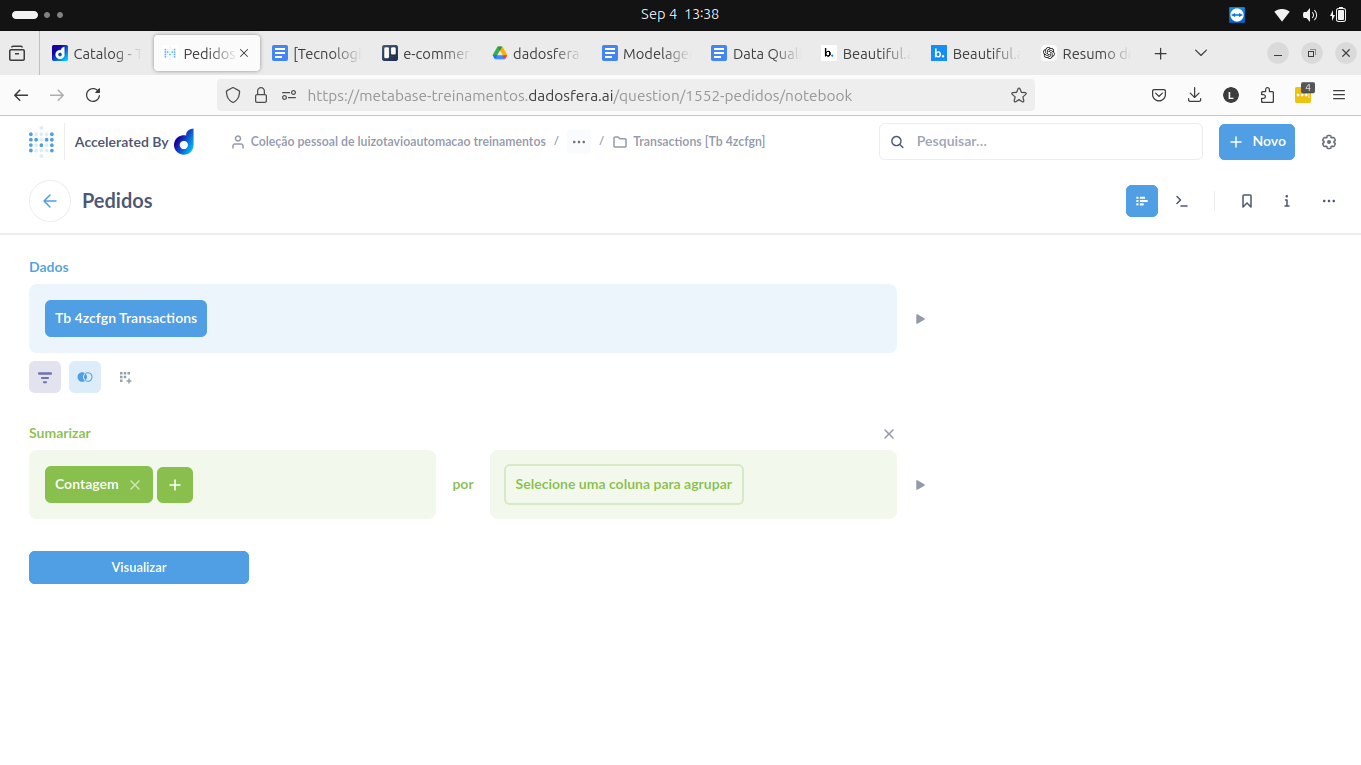 Sep 4 13:38
Catalog - T
Pedidos
[Tecnolog
e-commer
dadosfera
Modelage
Data Qual
Beautiful.
Beautiful.
Resumo d
https://metabase-treinamentos.dadosfera.ai/question/1552-pedidos/notebook
L
4
Accelerated By
Coleção pessoal de luizotavioautomacao treinamentos / ... / Transactions [Tb 4zcfgn]
Pesquisar...
+ Novo
Pedidos
Dados
Tb 4zcfgn Transactions
Sumarizar
Contagem
+
por
Selecione uma coluna para agrupar
Visualizar